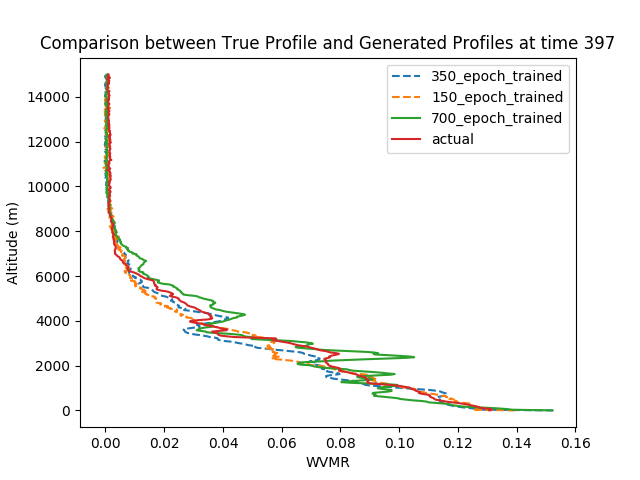 Comparison between True Profile and Generated Profiles at time 397
350_epoch_trained
150_epoch_trained
700_epoch_trained
actual
Altitude (m)
14000
12000
10000
8000
6000
4000
2000
0
0.00 0.02 0.04 0.06 0.08 0.10 0.12 0.14 0.16
WVMR